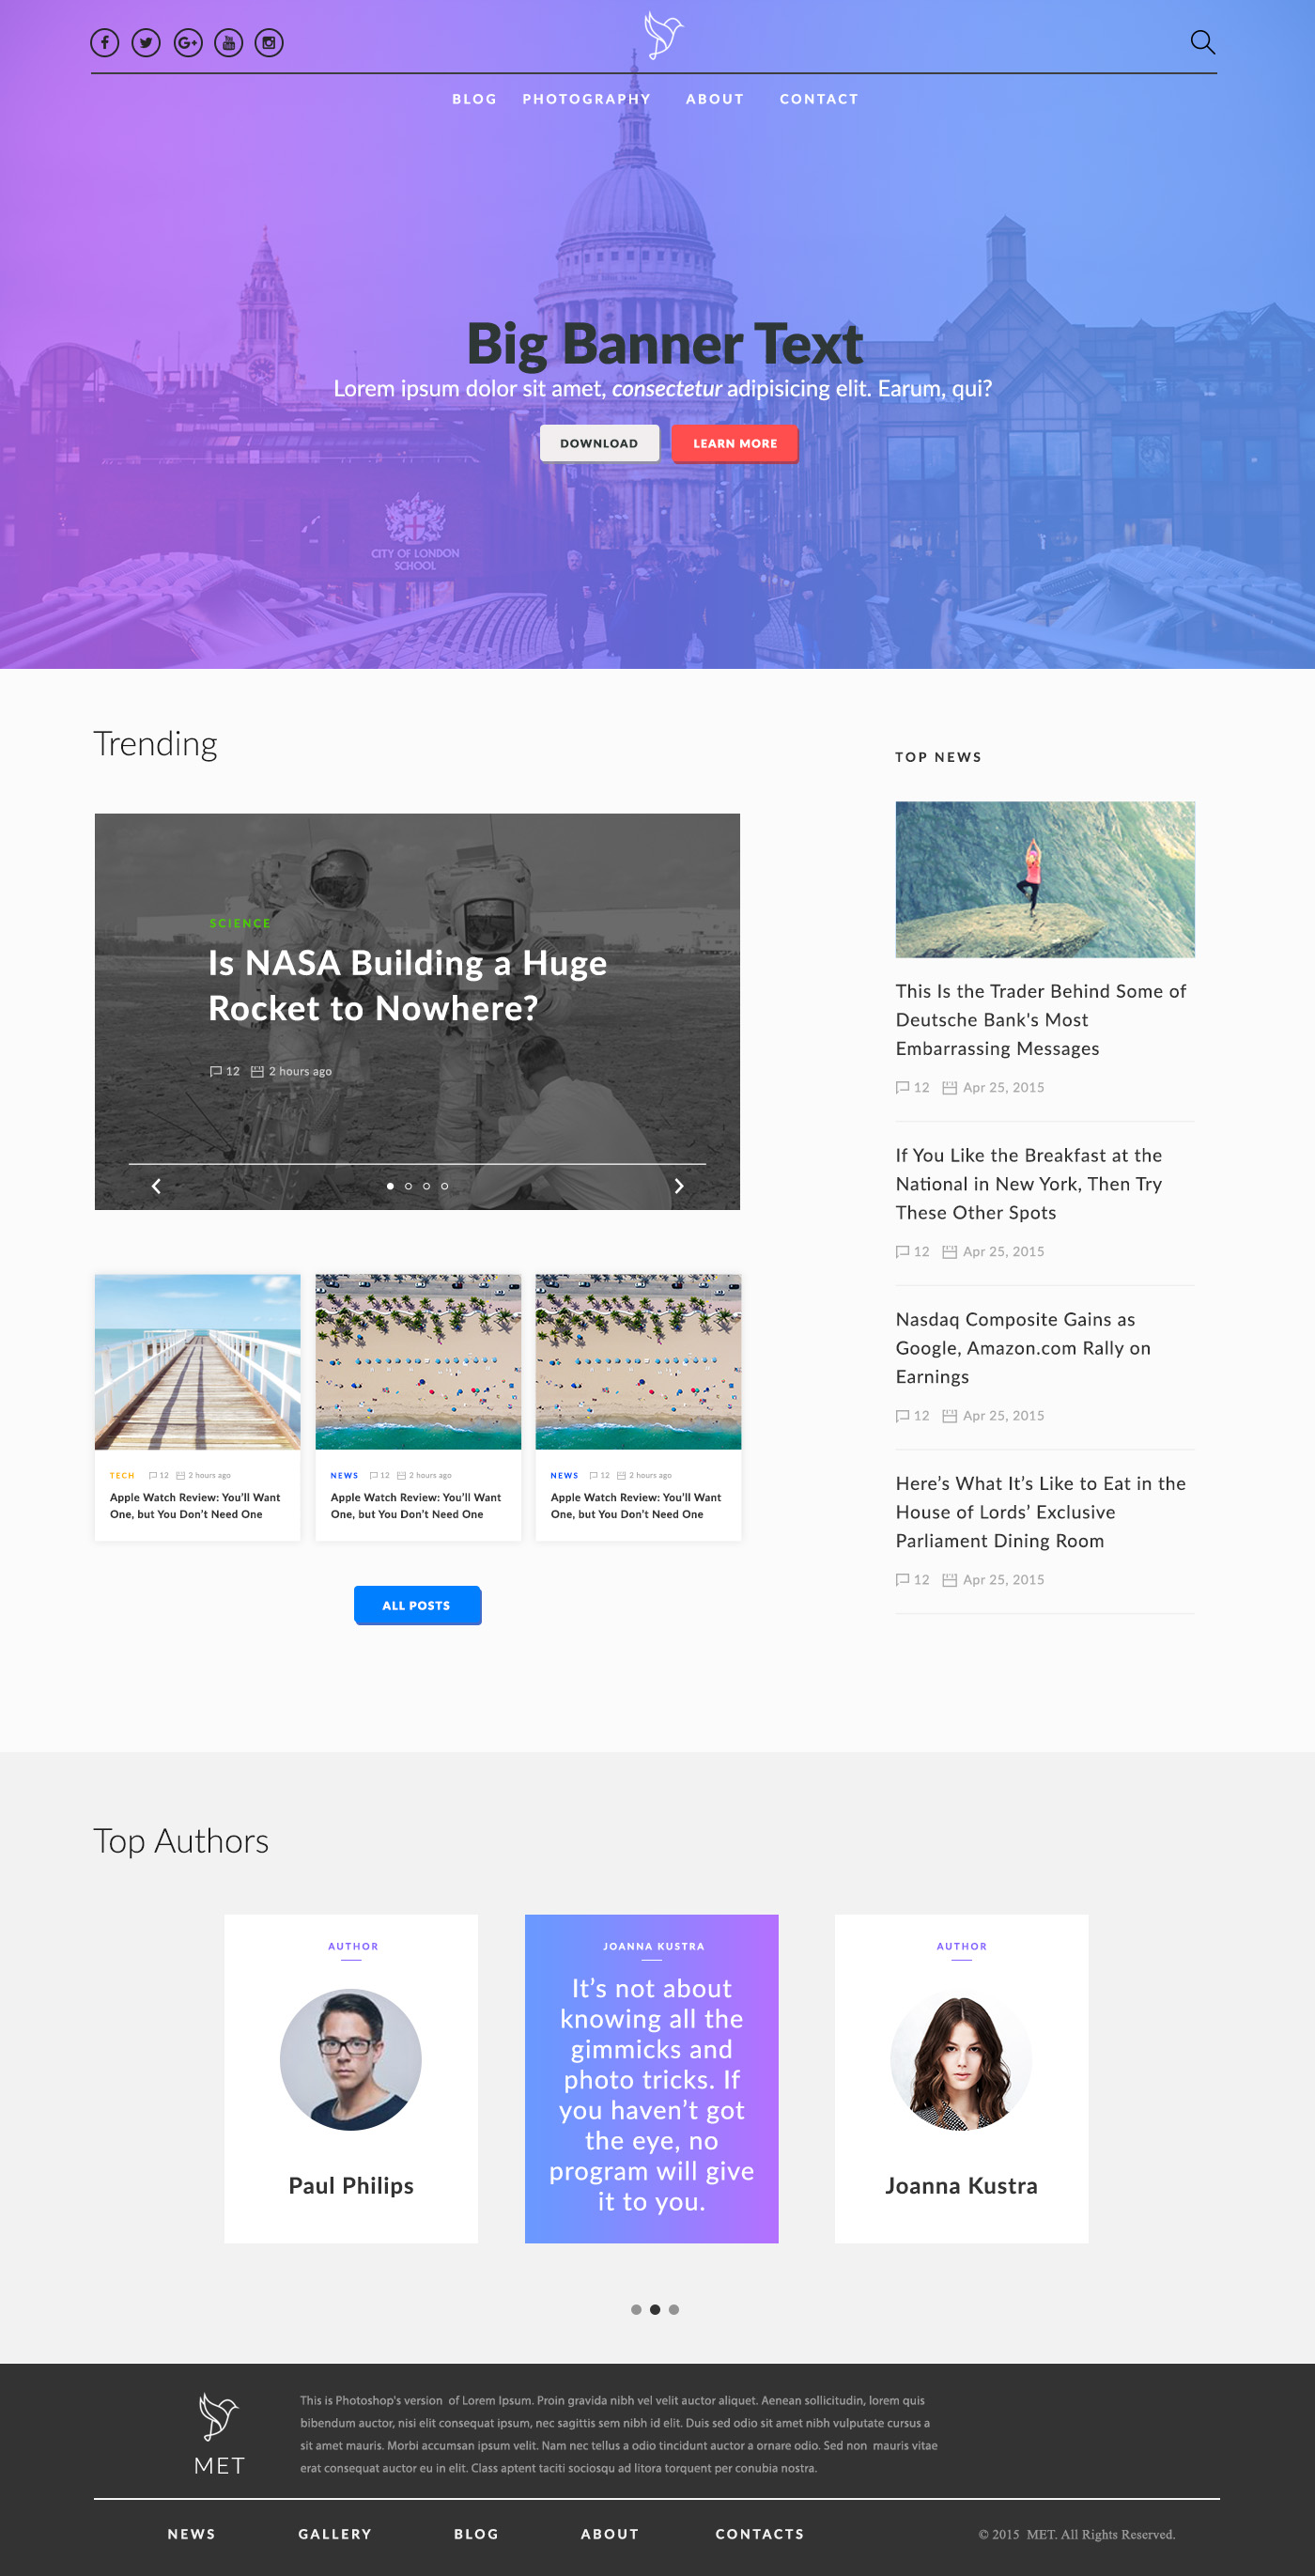 BLOG PHOTOGRAPHY ABOUT CONTACT
Big Banner Text
Lorem ipsum dolor sit amet, consectetur adipisicing elit. Earum, qui?
DOWNLOAD LEARN MORE
CITY OF LONDON
SCHOOL
Trending
SCIENCE
Is NASA Building a Huge
Rocket to Nowhere?
12 2 hours ago
TECH 12 2 hours ago
Apple Watch Review: You’ll Want
One, but You Don’t Need One
NEWS 12 2 hours ago
Apple Watch Review: You’ll Want
One, but You Don’t Need One
NEWS 12 2 hours ago
Apple Watch Review: You’ll Want
One, but You Don’t Need One
ALL POSTS
TOP NEWS
This Is the Trader Behind Some of
Deutsche Bank's Most
Embarrassing Messages
12 Apr 25, 2015
If You Like the Breakfast at the
National in New York, Then Try
These Other Spots
12 Apr 25, 2015
Nasdaq Composite Gains as
Google, Amazon.com Rally on
Earnings
12 Apr 25, 2015
Here’s What It’s Like to Eat in the
House of Lords’ Exclusive
Parliament Dining Room
12 Apr 25, 2015
Top Authors
AUTHOR
Paul Philips
JOANNA KUSTRA
It’s not about
knowing all the
gimmicks and
photo tricks. If
you haven’t got
the eye, no
program will give
it to you.
AUTHOR
Joanna Kustra
MET
This is Photoshop's version of Lorem Ipsum. Proin gravida nibh vel velit auctor aliquet. Aenean sollicitudin, lorem quis
bibendum auctor, nisi elit consequat ipsum, nec sagittis sem nibh id elit. Duis sed odio sit amet nibh vulputate cursus a
sit amet mauris. Morbi accumsan ipsum velit. Nam nec tellus a odio tincidunt auctor a ornare odio. Sed non mauris vitae
erat consequat auctor eu in elit. Class aptent taciti sociosqu ad litora torquent per conubia nostra.
NEWS GALLERY BLOG ABOUT CONTACTS
© 2015 MET. All Rights Reserved.